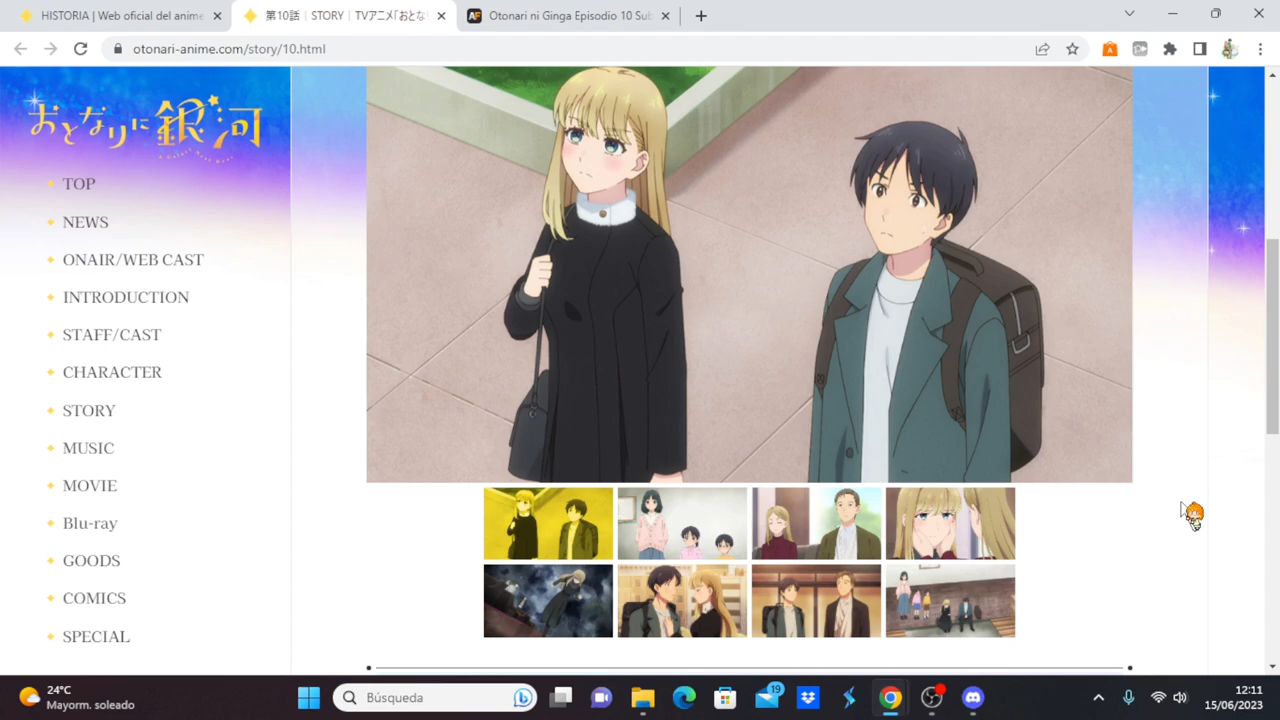 HISTORIA | Web oficial del anime
第10話｜STORY｜TVアニメ「おとな
AF
Otonari ni Ginga Episodio 10 Sub
otonari-anime.com/story/10.html
おとなりに銀河
TOP
NEWS
ONAIR/WEB CAST
INTRODUCTION
STAFF/CAST
CHARACTER
STORY
MUSIC
MOVIE
Blu-ray
GOODS
COMICS
SPECIAL
24°C
Mayorm. soleado
Búsqueda
19
12:11
15/06/2023